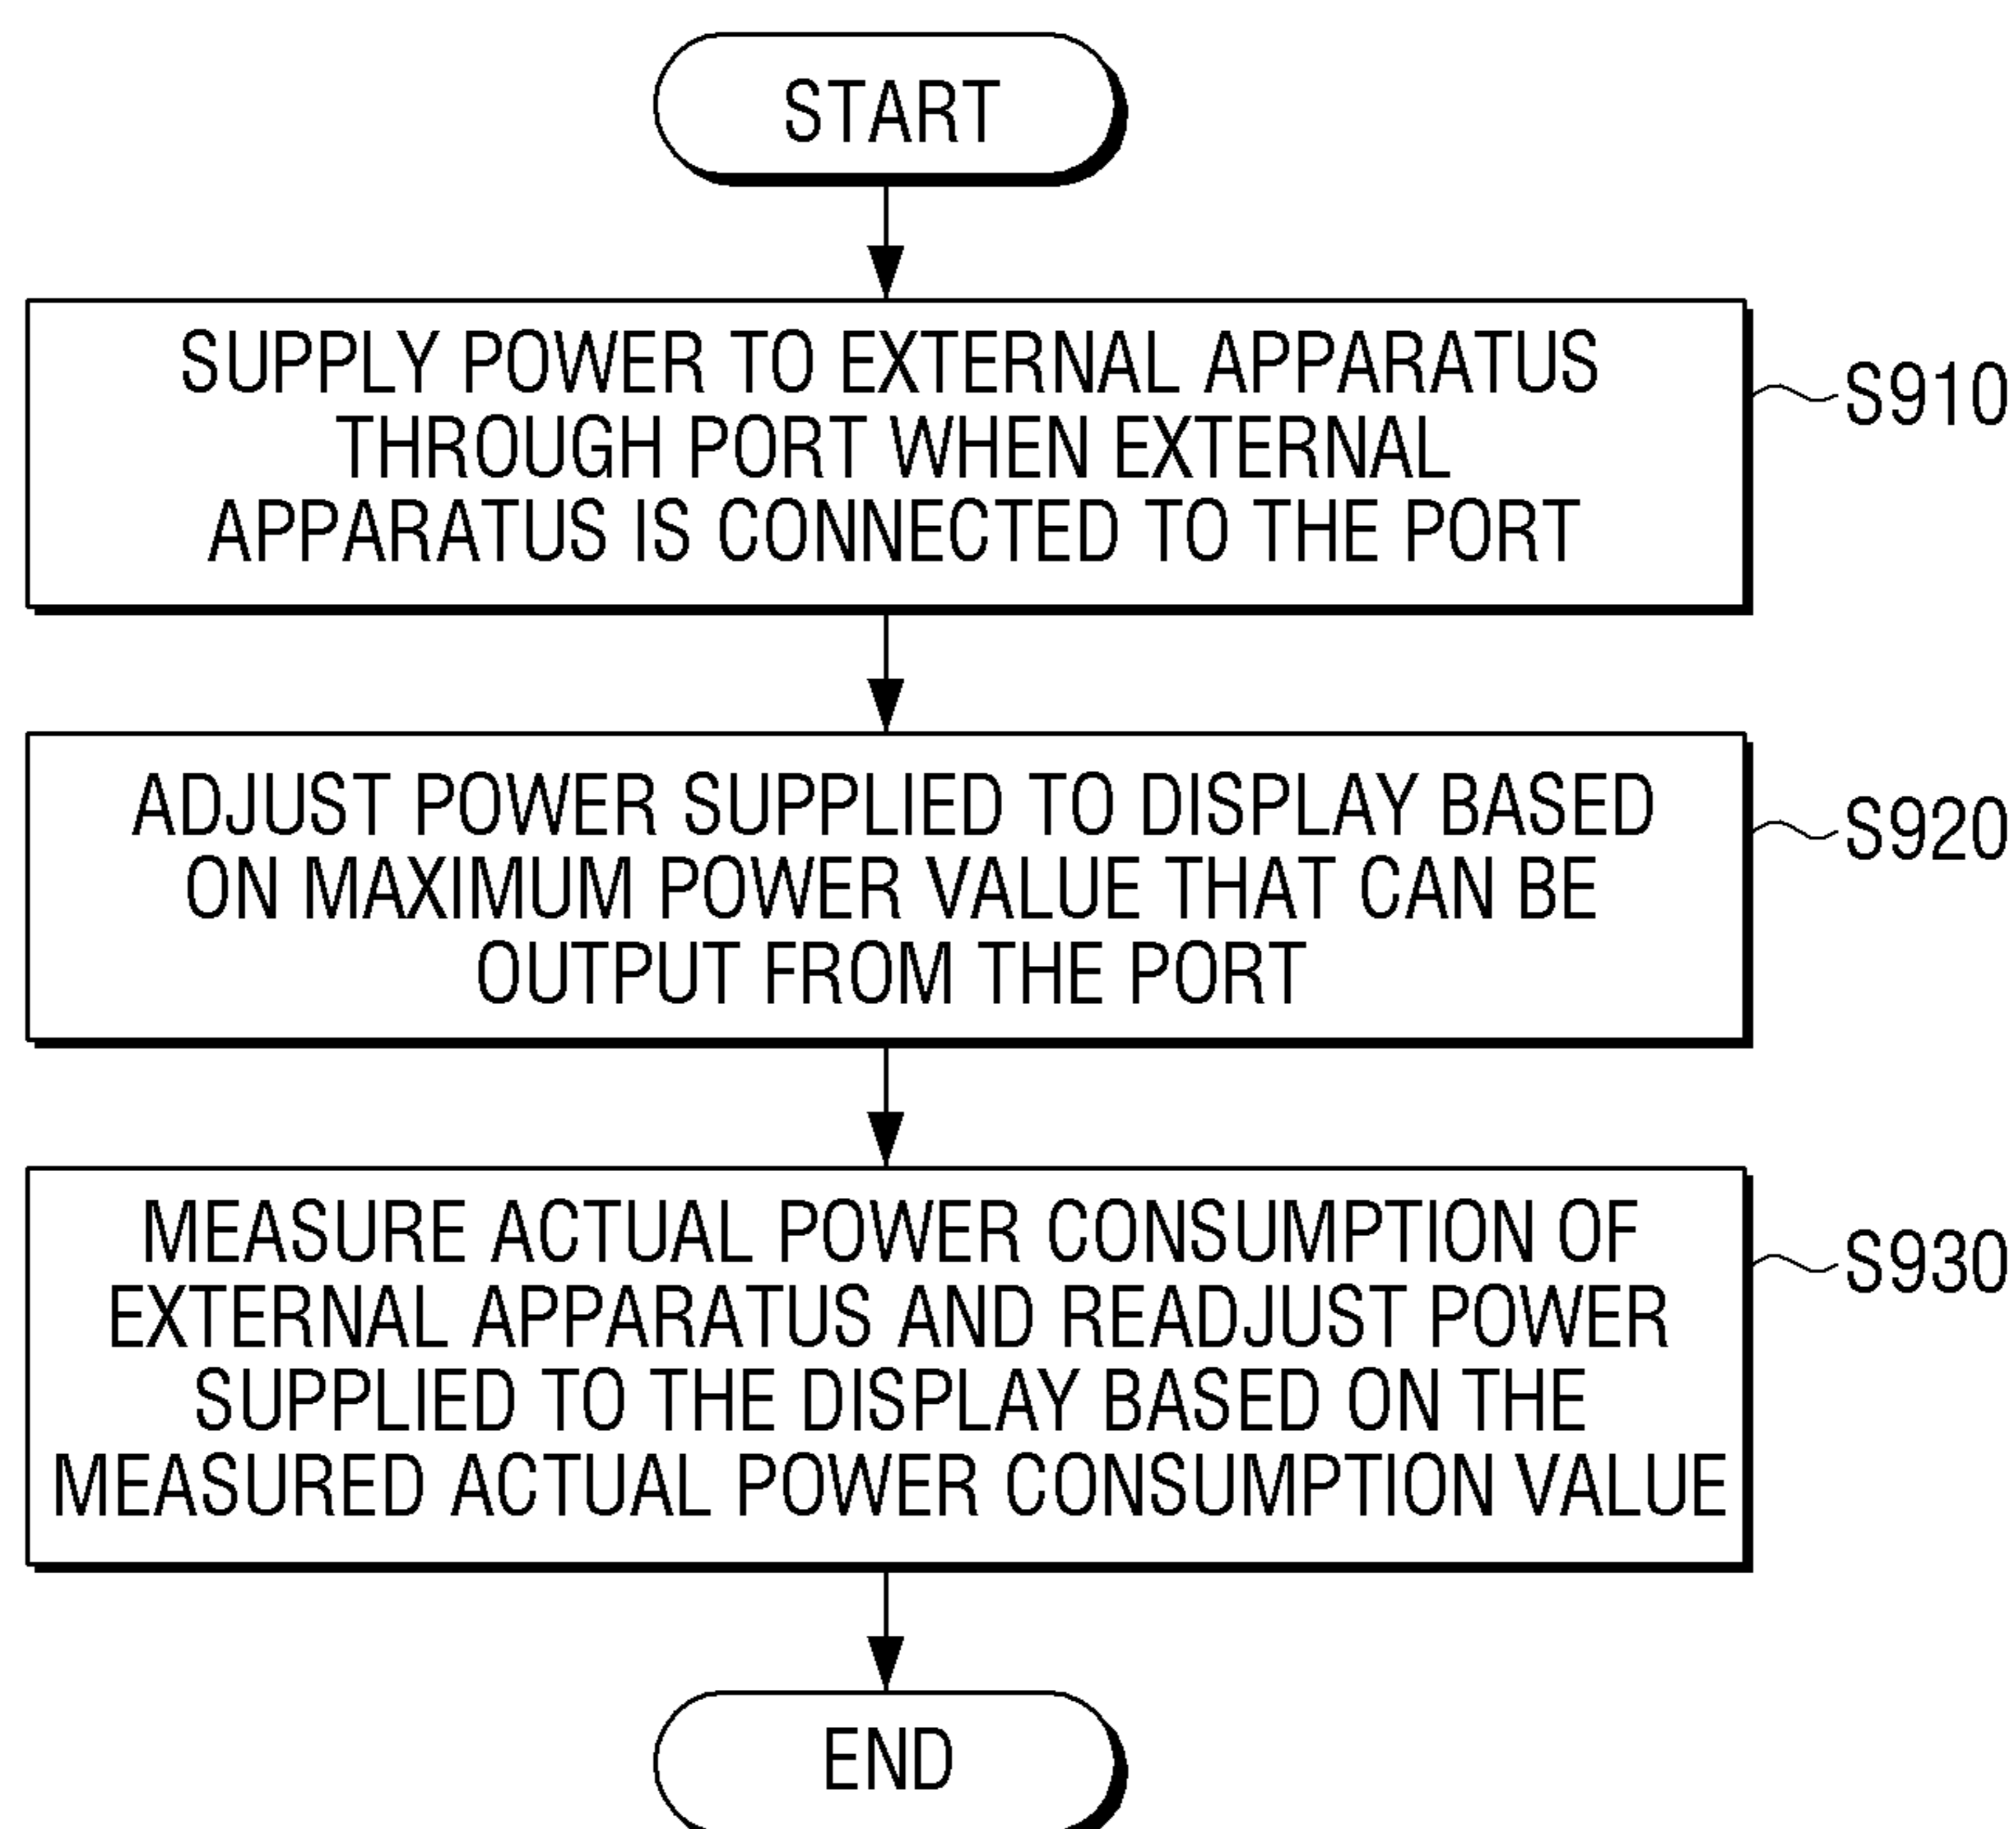 START
SUPPLY POWER TO EXTERNAL APPARATUS
THROUGH PORT WHEN EXTERNAL
APPARATUS IS CONNECTED TO THE PORT
S910
ADJUST POWER SUPPLIED TO DISPLAY BASED
ON MAXIMUM POWER VALUE THAT CAN BE
OUTPUT FROM THE PORT
S920
MEASURE ACTUAL POWER CONSUMPTION OF
EXTERNAL APPARATUS AND READJUST POWER
SUPPLIED TO THE DISPLAY BASED ON THE
MEASURED ACTUAL POWER CONSUMPTION VALUE
S930
END